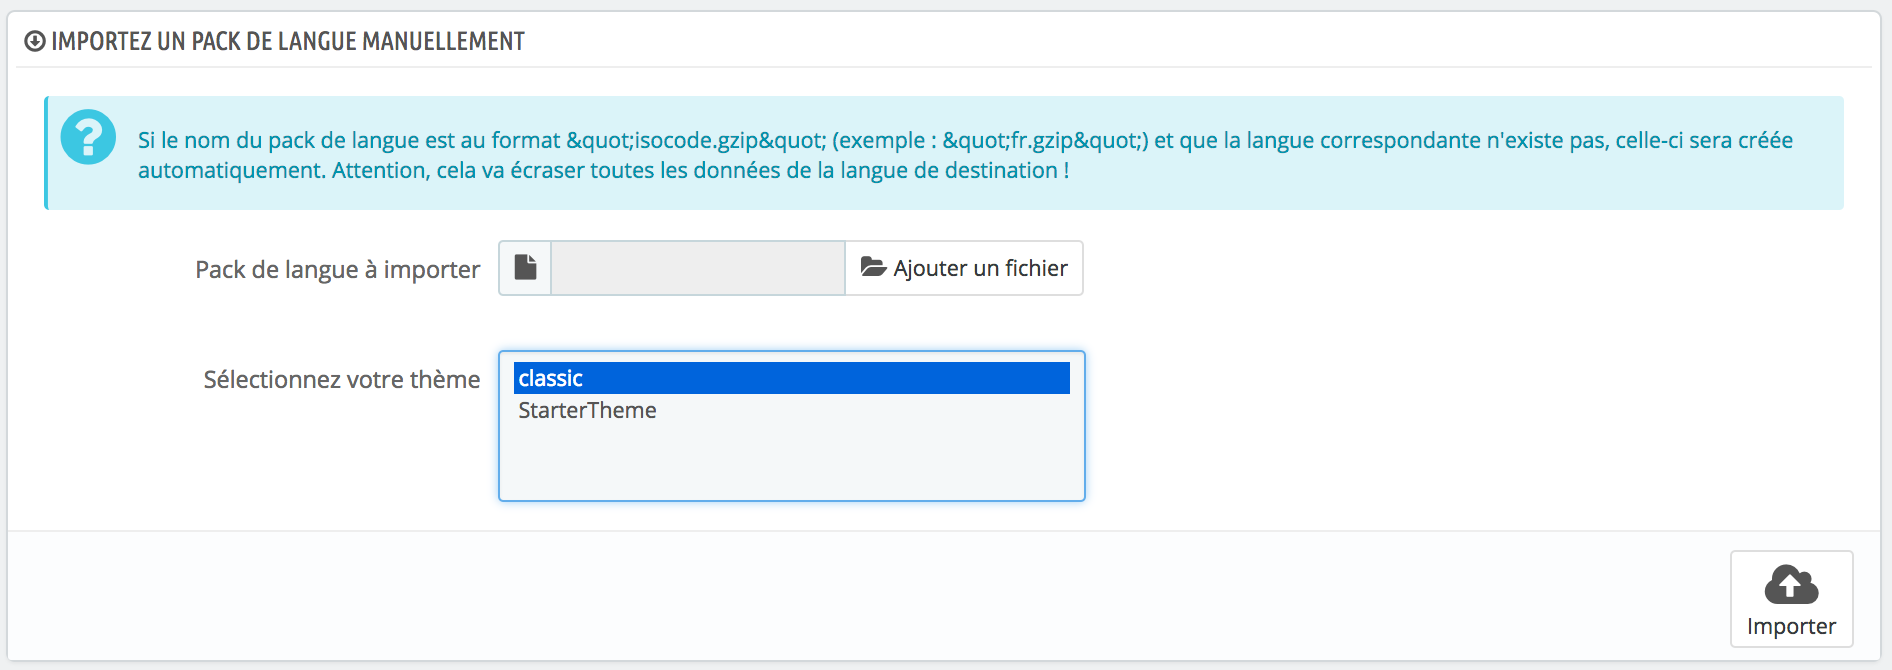 IMPORTEZ UN PACK DE LANGUE MANUELLEMENT
Si le nom du pack de langue est au format &quot;isocode.gzip&quot; (exemple : &quot;fr.gzip&quot;) et que la langue correspondante n'existe pas, celle-ci sera créée
automatiquement. Attention, cela va écraser toutes les données de la langue de destination !
Pack de langue à importer
Ajouter un fichier
Sélectionnez votre thème
classic
StarterTheme
Importer